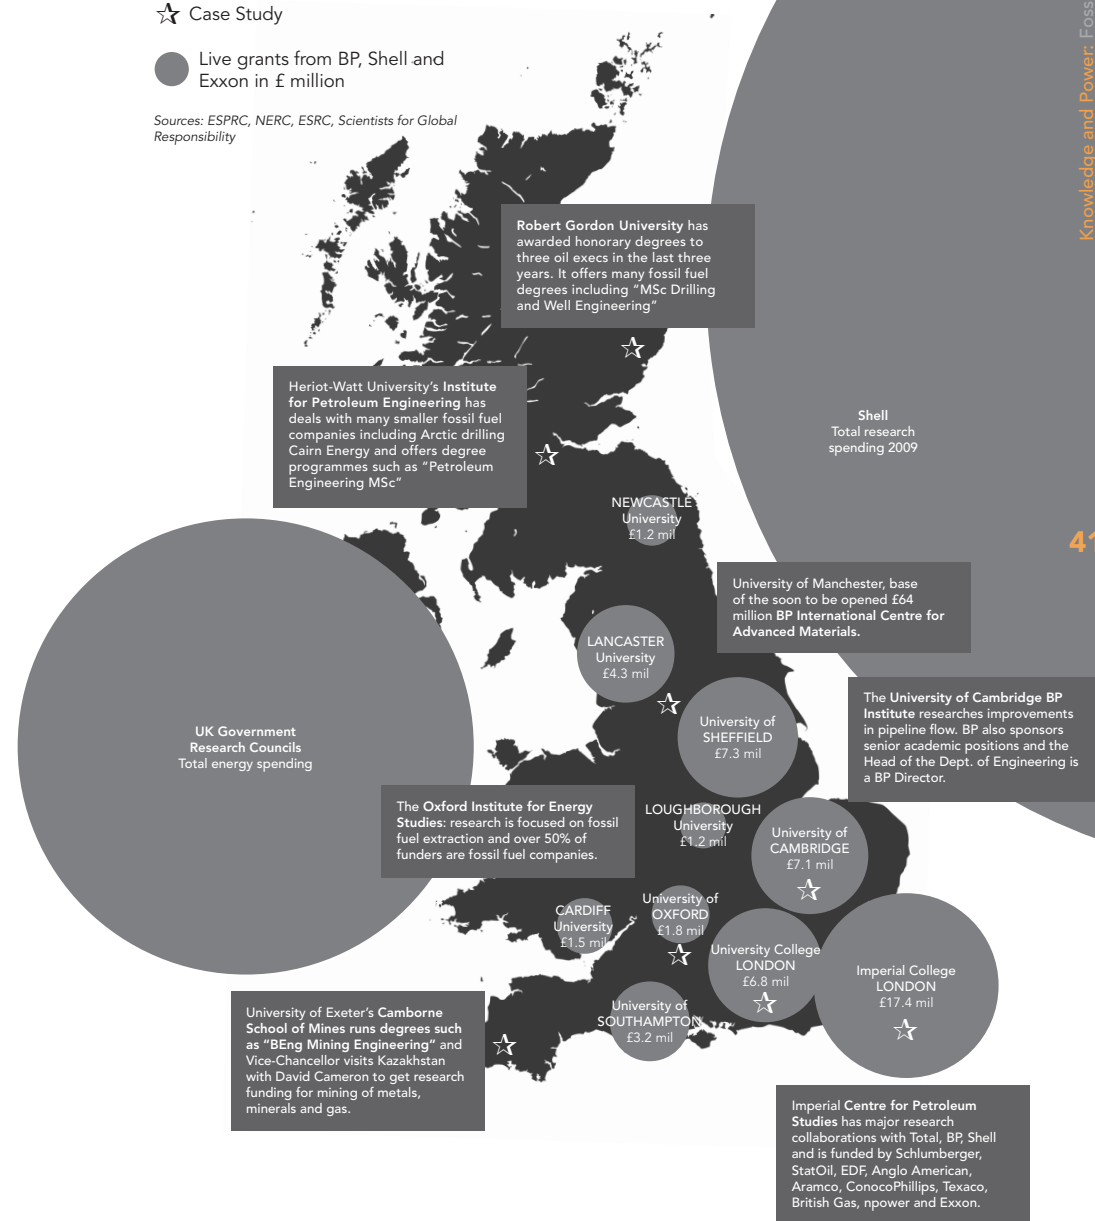 Case Study
Live grants from BP, Shell and
Exxon in £ million
Sources: ESPRC, NERC, ESRC, Scientists for Global
Responsibility
Knowledge and Power:
41
Robert Gordon University has
awarded honorary degrees to
three oil execs in the last three
years. It offers many fossil fuel
degrees including “MSc Drilling
and Well Engineering”
Heriot-Watt University’s Institute
for Petroleum Engineering has
deals with many smaller fossil fuel
companies including Arctic drilling
Cairn Energy and offers degree
programmes such as “Petroleum
Engineering MSc”
Shell
Total research
spending 2009
NEWCASTLE
University
£1.2 mil
University of Manchester, base
of the soon to be opened £64
million BP International Centre for
Advanced Materials.
LANCASTER
University
£4.3 mil
The University of Cambridge BP
Institute researches improvements
in pipeline flow. BP also sponsors
senior academic positions and the
Head of the Dept. of Engineering is
a BP Director.
University of
SHEFFIELD
£7.3 mil
UK Government
Research Councils
Total energy spending
The Oxford Institute for Energy
Studies: research is focused on fossil
fuel extraction and over 50% of
funders are fossil fuel companies.
LOUGHBOROUGH
University
£1.2 mil
University of
CAMBRIDGE
£7.1 mil
CARDIFF
University
£1.5 mil
University of
OXFORD
£1.8 mil
University College
LONDON
£6.8 mil
Imperial College
LONDON
£17.4 mil
University of
SOUTHAMPTON
£3.2 mil
University of Exeter’s Camborne
School of Mines runs degrees such
as “BEng Mining Engineering” and
Vice-Chancellor visits Kazakhstan
with David Cameron to get research
funding for mining of metals,
minerals and gas.
Imperial Centre for Petroleum
Studies has major research
collaborations with Total, BP, Shell
and is funded by Schlumberger,
StatOil, EDF, Anglo American,
Aramco, ConocoPhillips, Texaco,
British Gas, npower and Exxon.